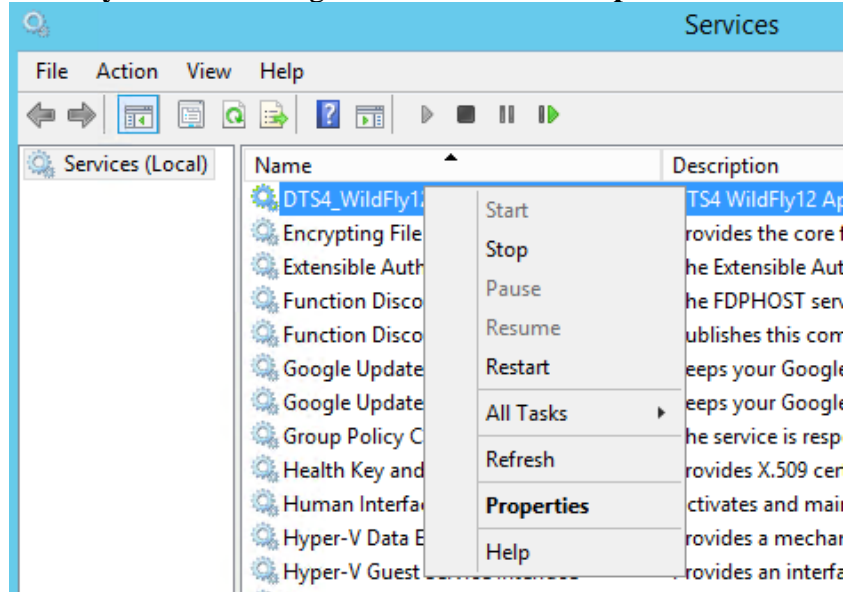 Services
File Action View Help
Services (Local)
Name Description
DTS4_WildFly12 TS4 WildFly12 Ap
Encrypting File rovides the core f
Extensible Auth he Extensible Aut
Function Disco he FDPHOST serv
Function Disco ublishes this com
Google Update eeps your Google
Google Update eeps your Google
Group Policy C he service is resp
Health Key and rovides X.509 cer
Human Interfa ctivates and main
Hyper-V Data E rovides a mechan
Hyper-V Guest rovides an interfa
Start
Stop
Pause
Resume
Restart
All Tasks
Refresh
Properties
Help